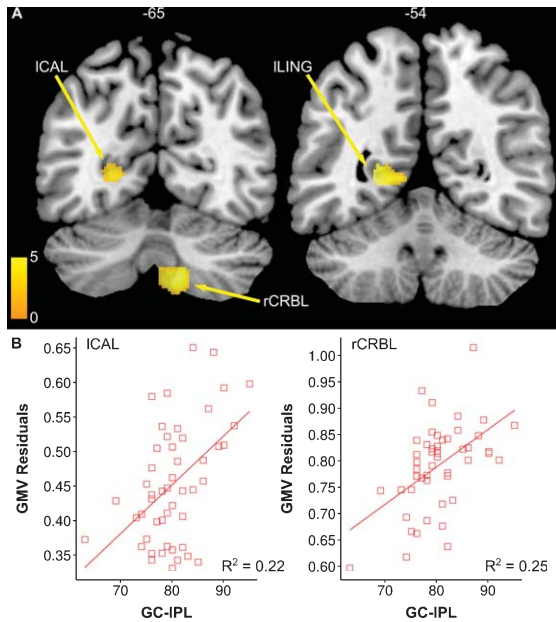 A
-65
-54
lCAL
lLING
5
0
rCRBL
B
lCAL
0.65
0.60
0.55
0.50
0.45
0.40
0.35
GMV Residuals
70
80
90
GC-IPL
R² = 0.22
rCRBL
1.00
0.95
0.90
0.85
0.80
0.75
0.70
0.65
0.60
GMV Residuals
70
80
90
GC-IPL
R² = 0.25